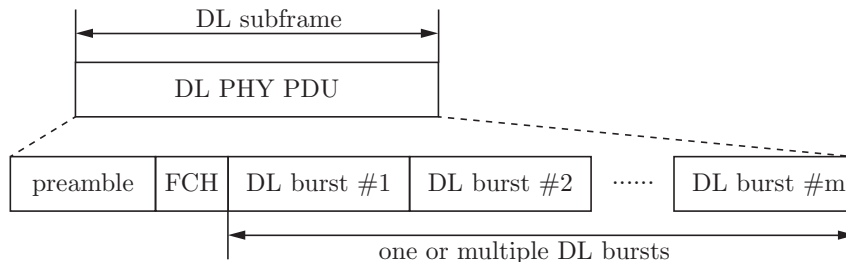 DL subframe
DL PHY PDU
preamble FCH DL burst #1 DL burst #2 ······ DL burst #m
one or multiple DL bursts